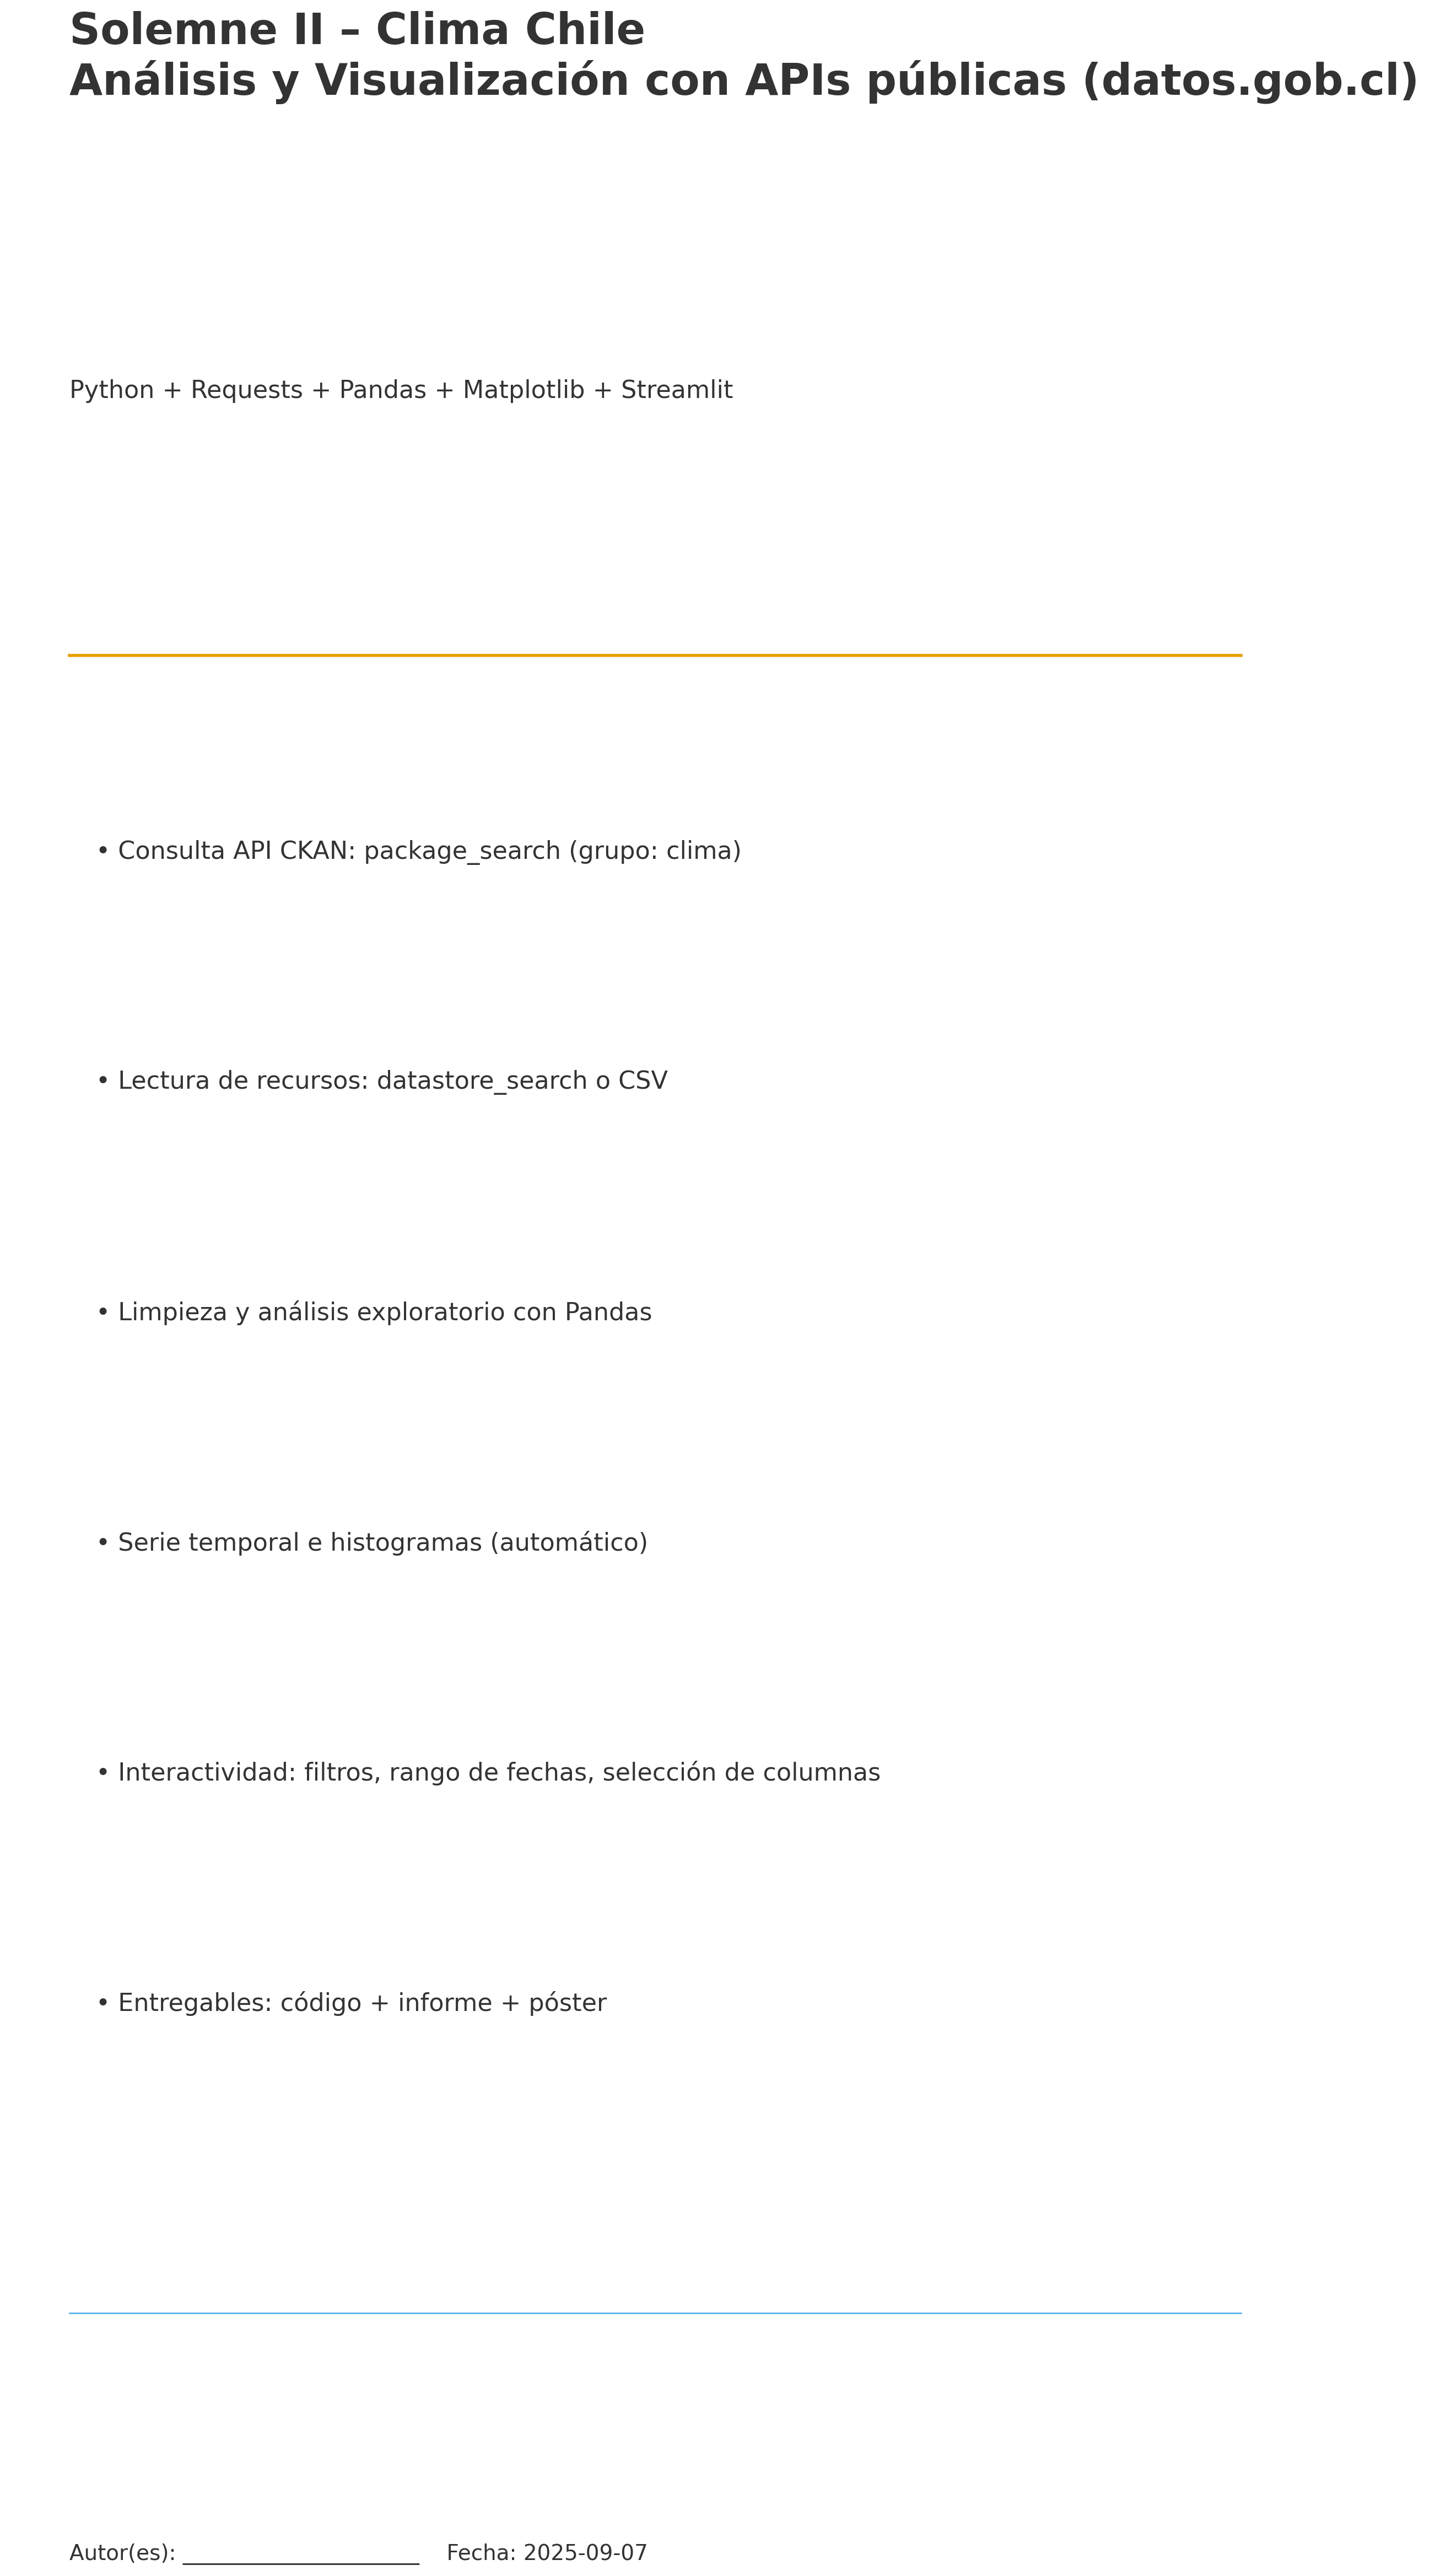 Solemne II – Clima Chile
Análisis y Visualización con APIs públicas (datos.gob.cl)
Python + Requests + Pandas + Matplotlib + Streamlit
• Consulta API CKAN: package_search (grupo: clima)
• Lectura de recursos: datastore_search o CSV
• Limpieza y análisis exploratorio con Pandas
• Serie temporal e histogramas (automático)
• Interactividad: filtros, rango de fechas, selección de columnas
• Entregables: código + informe + póster
Autor(es): ______________________    Fecha: 2025-09-07